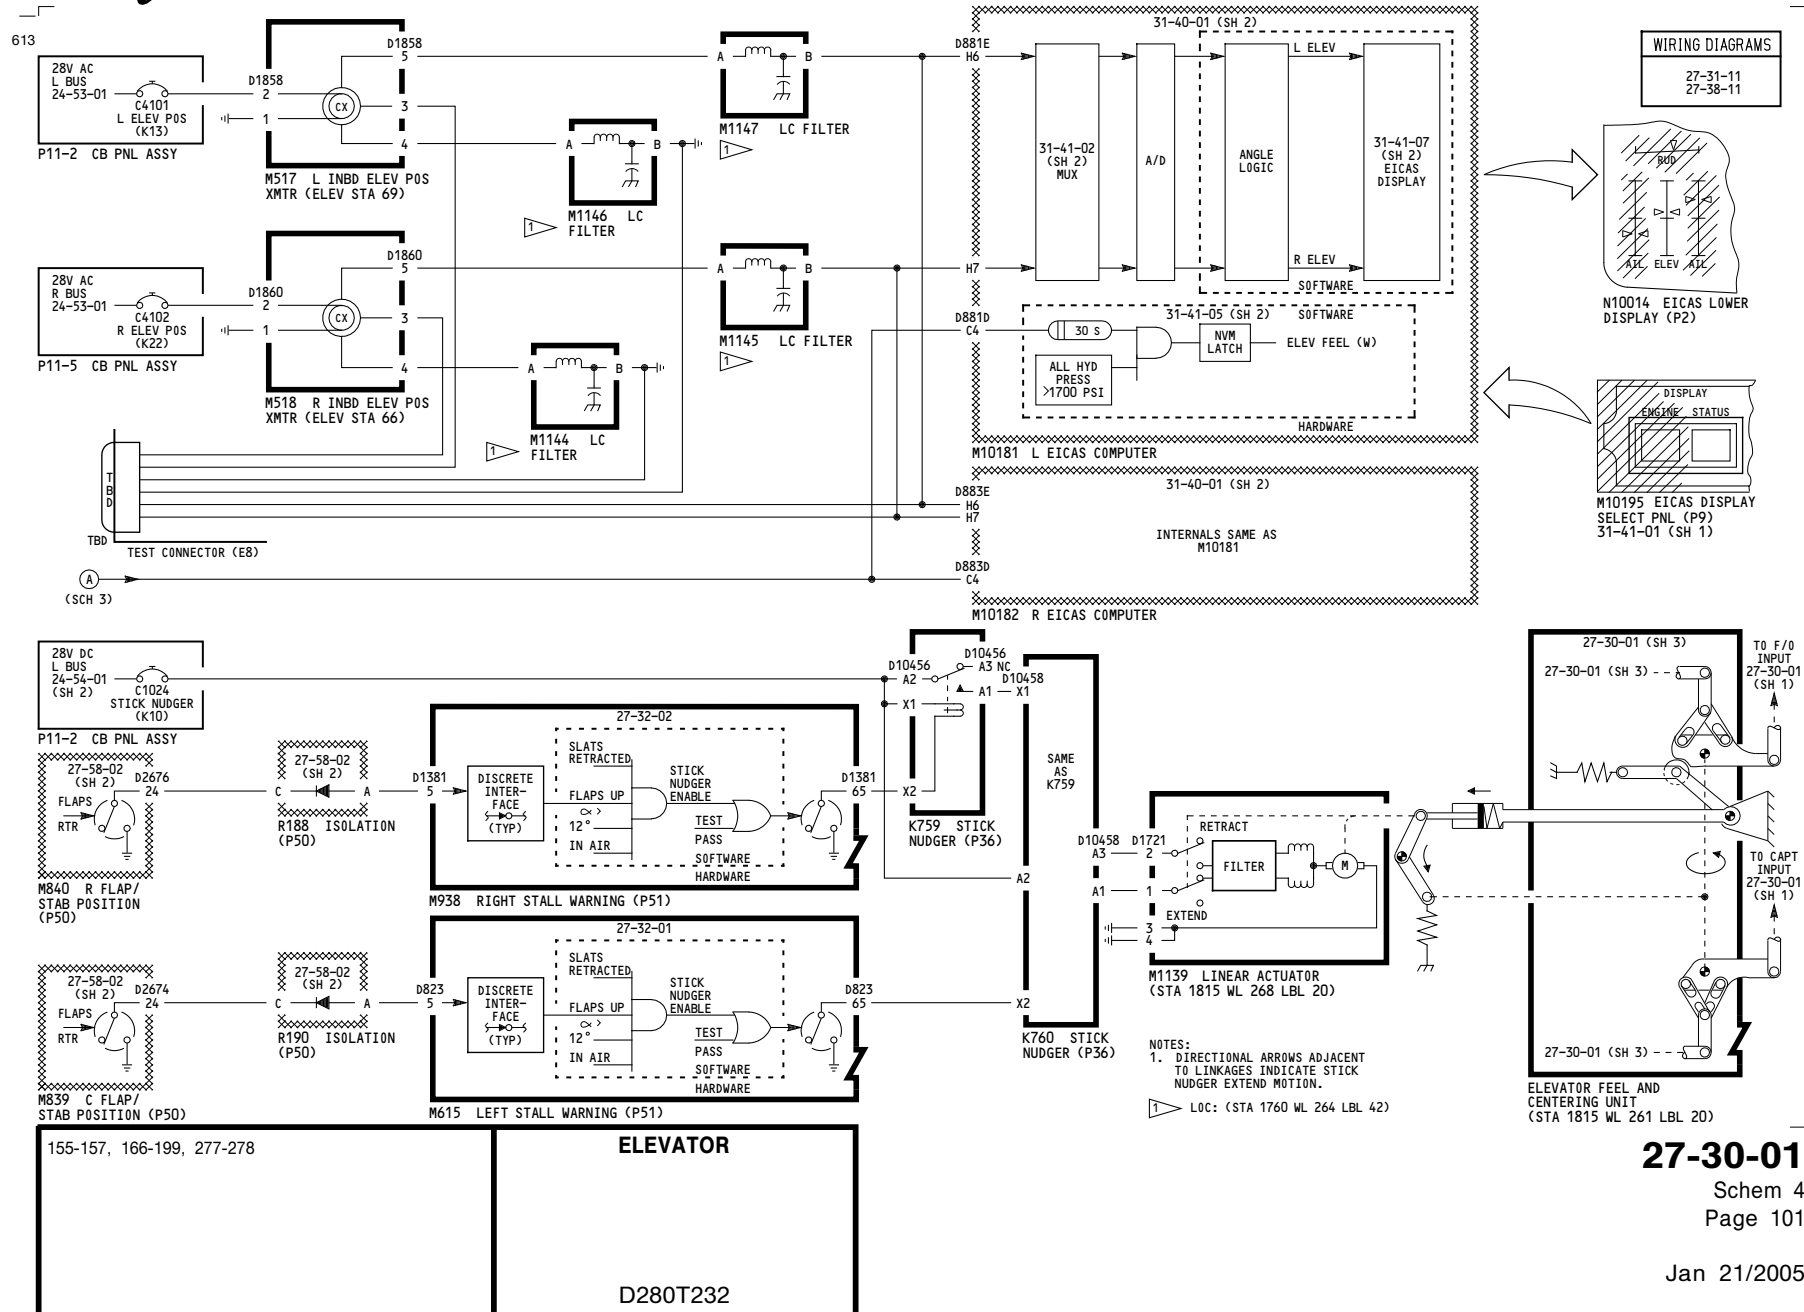 613
28V AC
L BUS
24-53-01
C4101
L ELEV POS
(K13)
P11-2 CB PNL ASSY
D1858
2
1
CX
D1858
5
3
4
M517 L INBD ELEV POS
XMTR (ELEV STA 69)
A B
M1147 LC FILTER
1
A B
M1146 LC
FILTER
1
28V AC
R BUS
24-53-01
C4102
R ELEV POS
(K22)
P11-5 CB PNL ASSY
D1860
2
1
CX
D1860
5
3
4
M518 R INBD ELEV POS
XMTR (ELEV STA 66)
A B
M1145 LC FILTER
1
A B
M1144 LC
FILTER
1
TBD
TBD
TEST CONNECTOR (E8)
A
(SCH 3)
31-40-01 (SH 2)
D881E
H6
H7
31-41-02
(SH 2)
MUX
A/D
ANGLE
LOGIC
L ELEV
R ELEV
31-41-07
(SH 2)
EICAS
DISPLAY
SOFTWARE
D881D
C4
31-41-05 (SH 2)
SOFTWARE
30 S
ALL HYD
PRESS
>1700 PSI
NVM
LATCH
ELEV FEEL (W)
HARDWARE
M10181 L EICAS COMPUTER
31-40-01 (SH 2)
D883E
H6
H7
INTERNALS SAME AS
M10181
D883D
C4
M10182 R EICAS COMPUTER
WIRING DIAGRAMS
27-31-11
27-38-11
RUD
AIL ELEV AIL
N10014 EICAS LOWER
DISPLAY (P2)
DISPLAY
ENGINE STATUS
M10195 EICAS DISPLAY
SELECT PNL (P9)
31-41-01 (SH 1)
28V DC
L BUS
24-54-01
(SH 2)
C1024
STICK NUDGER
(K10)
P11-2 CB PNL ASSY
27-58-02
(SH 2)
FLAPS
RTR
D2676
24
M840 R FLAP/
STAB POSITION
(P50)
27-58-02
(SH 2)
C A
R188 ISOLATION
(P50)
D1381
5
27-32-02
DISCRETE
INTER-
FACE
(TYP)
SLATS
RETRACTED
FLAPS UP
∝ >
12°
IN AIR
STICK
NUDGER
ENABLE
TEST
PASS
SOFTWARE
HARDWARE
D1381
65
M938 RIGHT STALL WARNING (P51)
D10456
A2
X1
X2
D10456
A3 NC
A1
K759 STICK
NUDGER (P36)
D10458
X1
SAME
AS
K759
A2
X2
D10458
A3
A1
K760 STICK
NUDGER (P36)
27-58-02
(SH 2)
FLAPS
RTR
D2674
24
M839 C FLAP/
STAB POSITION (P50)
27-58-02
(SH 2)
C A
R190 ISOLATION
(P50)
D823
5
27-32-01
DISCRETE
INTER-
FACE
(TYP)
SLATS
RETRACTED
FLAPS UP
∝ >
12°
IN AIR
STICK
NUDGER
ENABLE
TEST
PASS
SOFTWARE
HARDWARE
D823
65
M615 LEFT STALL WARNING (P51)
D1721
2
1
3
4
RETRACT
EXTEND
FILTER
M
M1139 LINEAR ACTUATOR
(STA 1815 WL 268 LBL 20)
NOTES:
1. DIRECTIONAL ARROWS ADJACENT
TO LINKAGES INDICATE STICK
NUDGER EXTEND MOTION.
1 LOC: (STA 1760 WL 264 LBL 42)
27-30-01 (SH 3)
27-30-01 (SH 3)
TO F/O
INPUT
27-30-01
(SH 1)
TO CAPT
INPUT
27-30-01
(SH 1)
27-30-01 (SH 3)
ELEVATOR FEEL AND
CENTERING UNIT
(STA 1815 WL 261 LBL 20)
155-157, 166-199, 277-278
ELEVATOR
D280T232
27-30-01
Schem 4
Page 101
Jan 21/2005